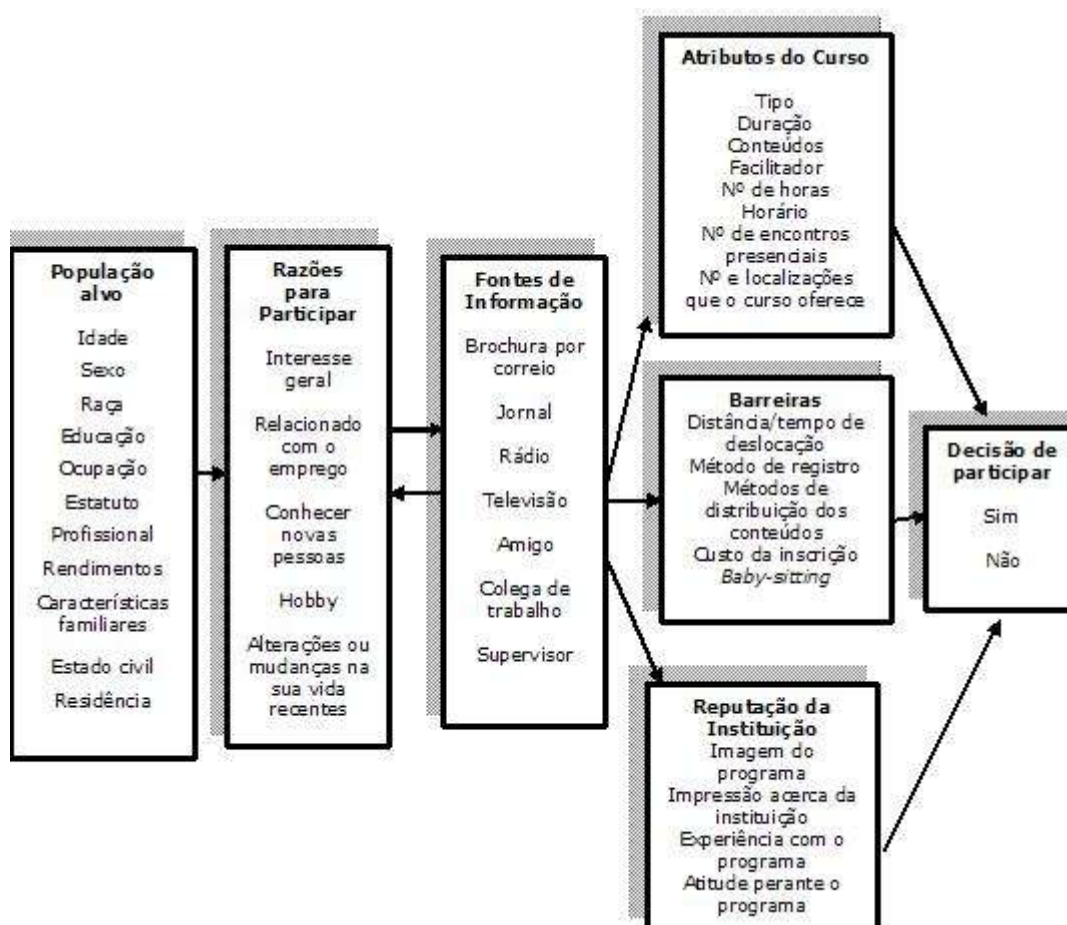 População
alvo
Idade
Sexo
Raça
Educação
Ocupação
Estatuto
Profissional
Rendimentos
Características
familiares
Estado civil
Residência
Razões
para
Participar
Interesse
geral
Relacionado
com o
emprego
Conhecer
novas
pessoas
Hobby
Alterações ou
mudanças na
sua vida
recentes
Fontes de
Informação
Brochura por
correio
Jornal
Rádio
Televisão
Amigo
Colega de
trabalho
Supervisor
Atributos do Curso
Tipo
Duração
Conteúdos
Facilitador
Nº de horas
Horário
Nº de encontros
presenciais
Nº e localizações
que o curso oferece
Barreiras
Distância/tempo de
deslocação
Método de registro
Métodos de
distribuição dos
conteúdos
Custo da inscrição
Baby-sitting
Reputação da
Instituição
Imagem do
programa
Impressão acerca da
instituição
Experiência com o
programa
Atitude perante o
programa
Decisão de
participar
Sim
Não